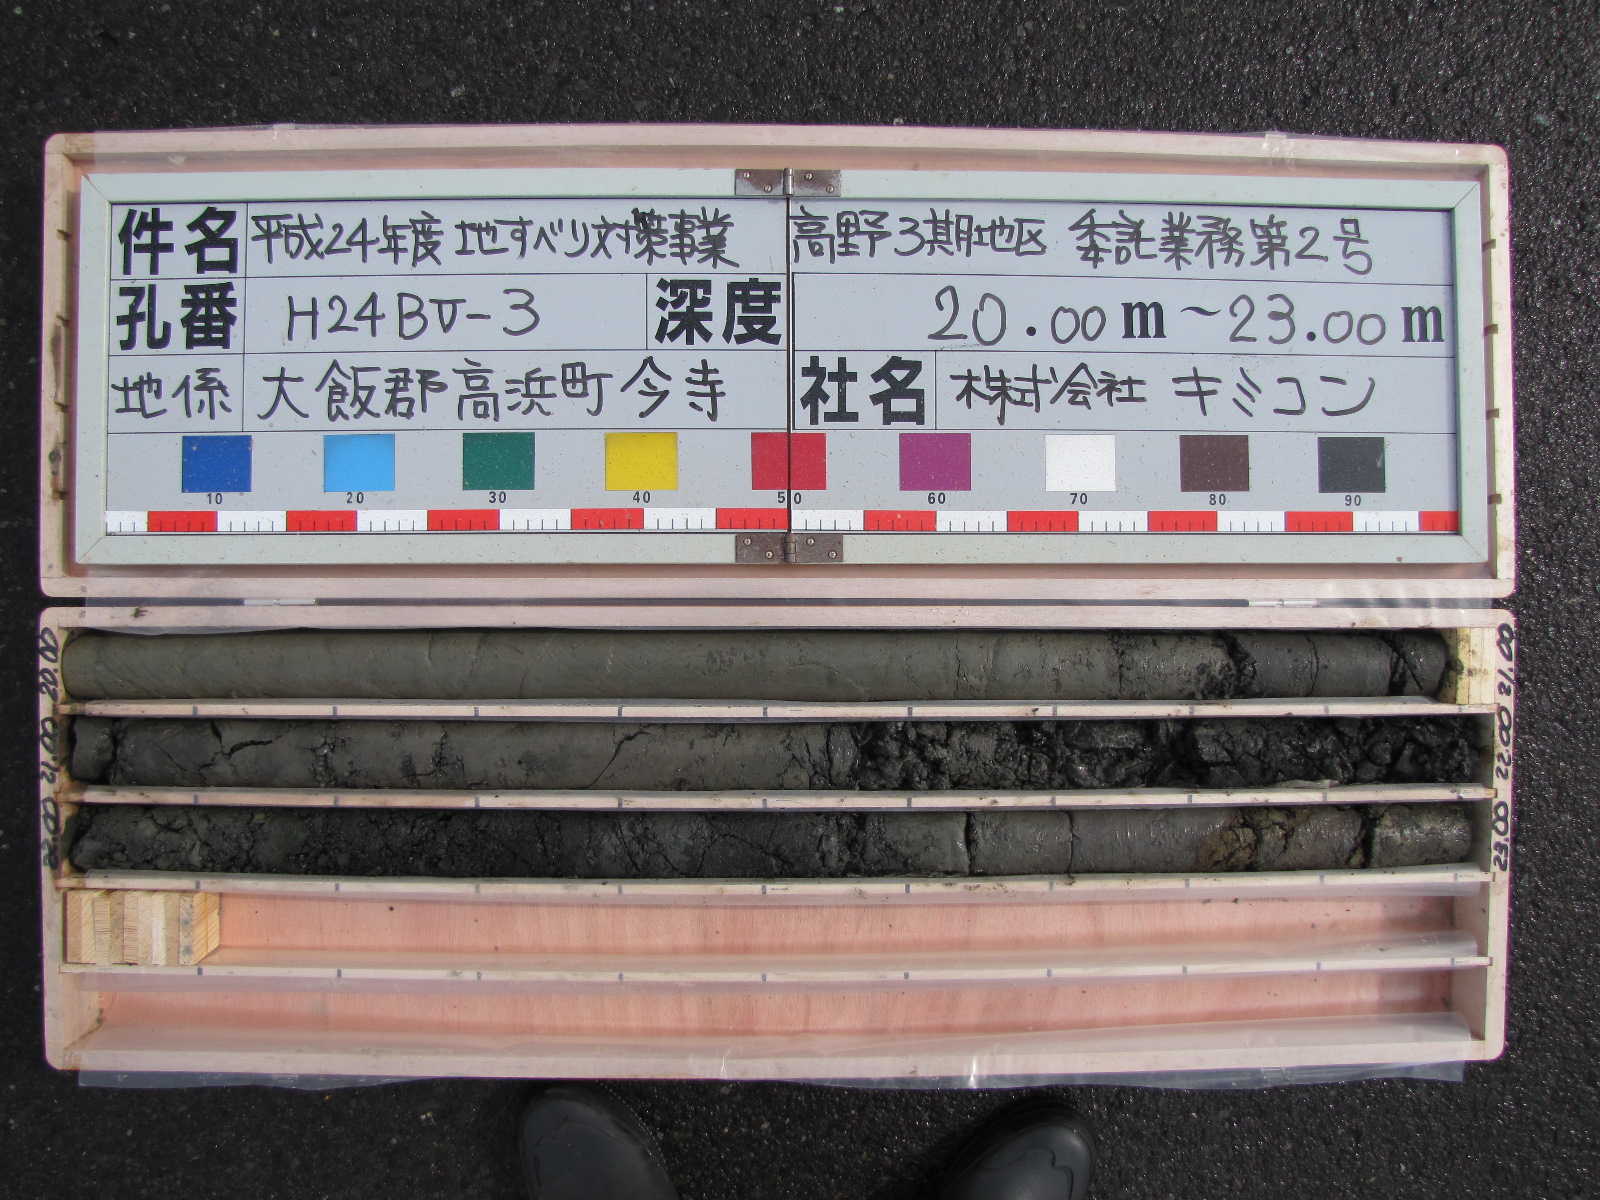 件名 平成24年度 地すべり対策事業 高野3期地区 委託業務第2号
孔番 H24BV-3 深度 20.00m～23.00m
地係 大飯郡高浜町今寺 社名 株式会社 キミコン
10 20 30 40 50 60 70 80 90
20.00 21.00
21.00 22.00
22.00 23.00